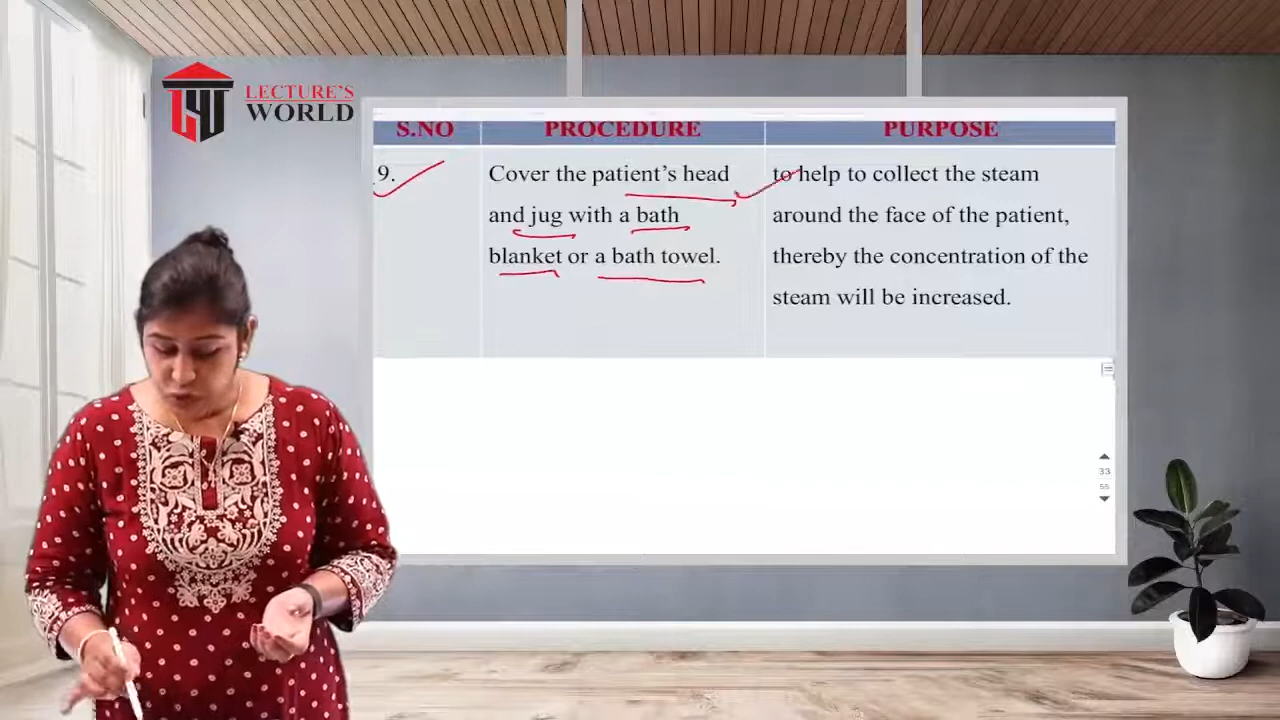 LECTURE'S
WORLD
S.NO PROCEDURE PURPOSE
9.
Cover the patient's head
and jug with a bath
blanket or a bath towel.
to help to collect the steam
around the face of the patient,
thereby the concentration of the
steam will be increased.
33
55